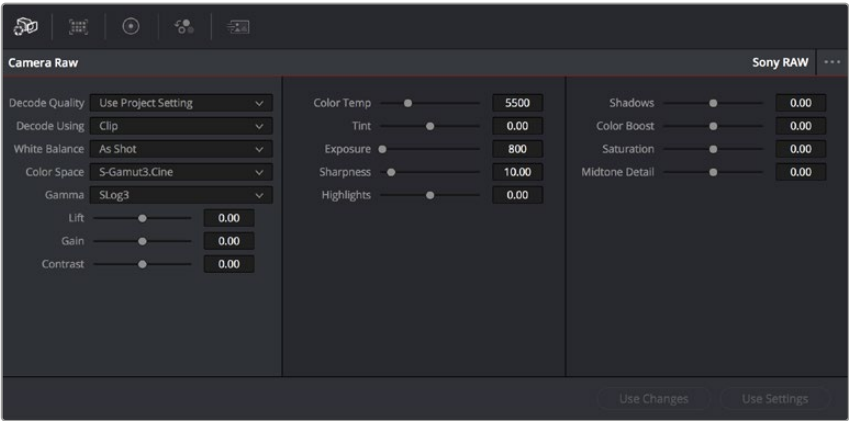 Camera Raw
Sony RAW
Decode Quality Use Project Setting
Decode Using Clip
White Balance As Shot
Color Space S-Gamut3.Cine
Gamma SLog3
Lift 0.00
Gain 0.00
Contrast 0.00
Color Temp 5500
Tint 0.00
Exposure 800
Sharpness 10.00
Highlights 0.00
Shadows 0.00
Color Boost 0.00
Saturation 0.00
Midtone Detail 0.00
Use Changes
Use Settings